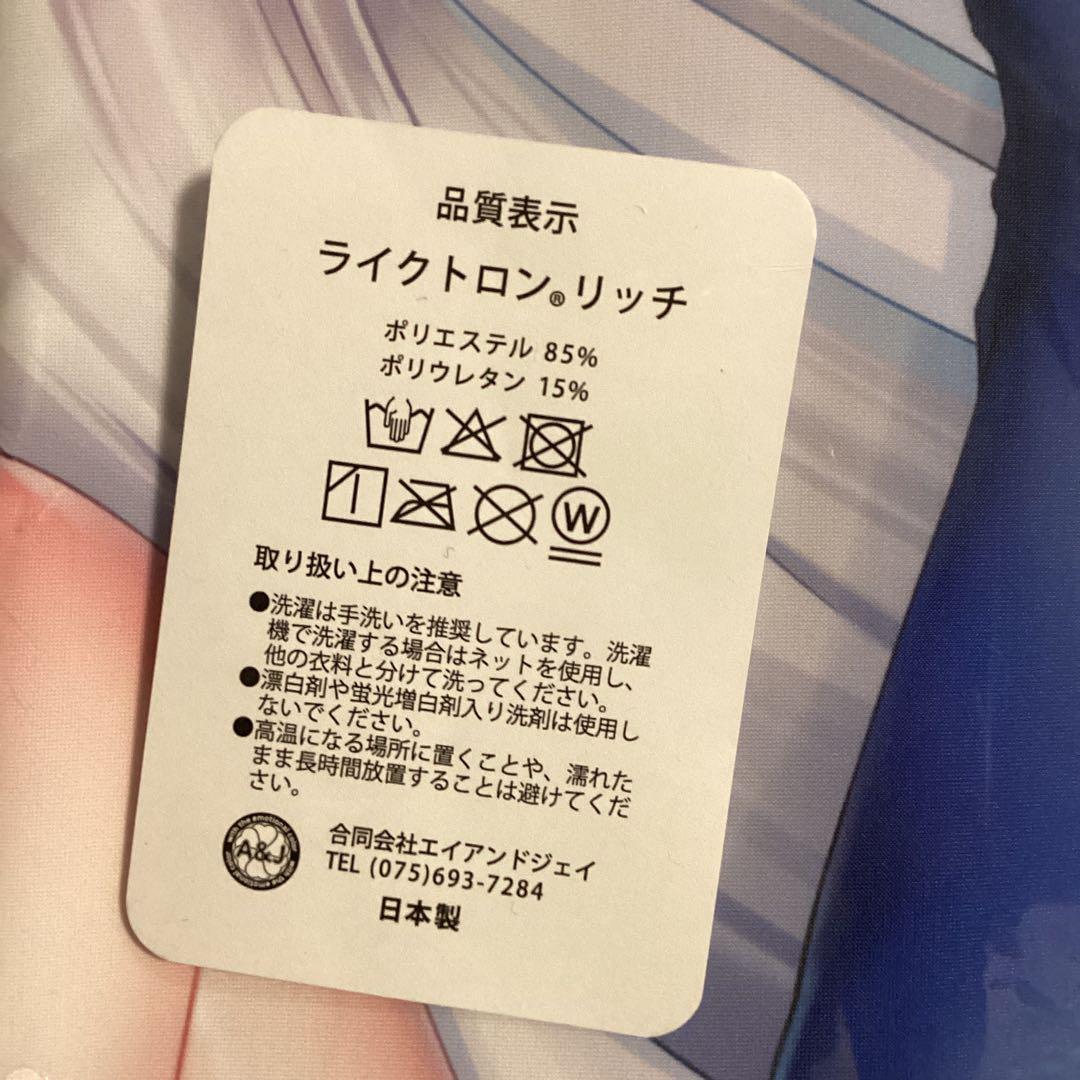 品質表示
ライクトロン®リッチ
ポリエステル 85%
ポリウレタン 15%
W
取り扱い上の注意
●洗濯は手洗いを推奨しています。洗濯
機で洗濯する場合はネットを使用し、
他の衣料と分けて洗ってください。
●漂白剤や蛍光増白剤入り洗剤は使用し
ないでください。
●高温になる場所に置くことや、濡れた
まま長時間放置することは避けてくだ
さい。
A&J
合同会社エイアンドジェイ
TEL (075)693-7284
日本製